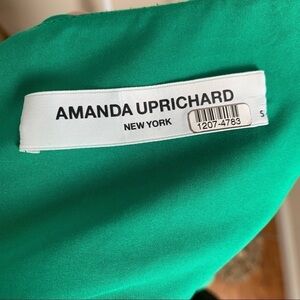 AMANDA UPRICHARD
NEW YORK
1207-4783
S